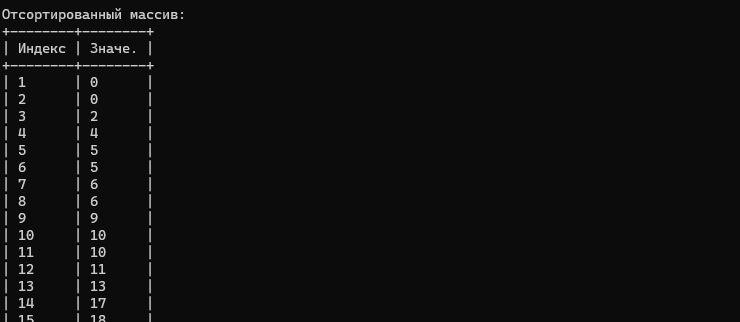 Отсортированный массив:
+--------+--------+
| Индекс | Значе. |
+--------+--------+
| 1      | 0      |
| 2      | 0      |
| 3      | 2      |
| 4      | 4      |
| 5      | 5      |
| 6      | 5      |
| 7      | 6      |
| 8      | 6      |
| 9      | 9      |
| 10     | 10     |
| 11     | 10     |
| 12     | 11     |
| 13     | 13     |
| 14     | 17     |
| 15     | 18     |